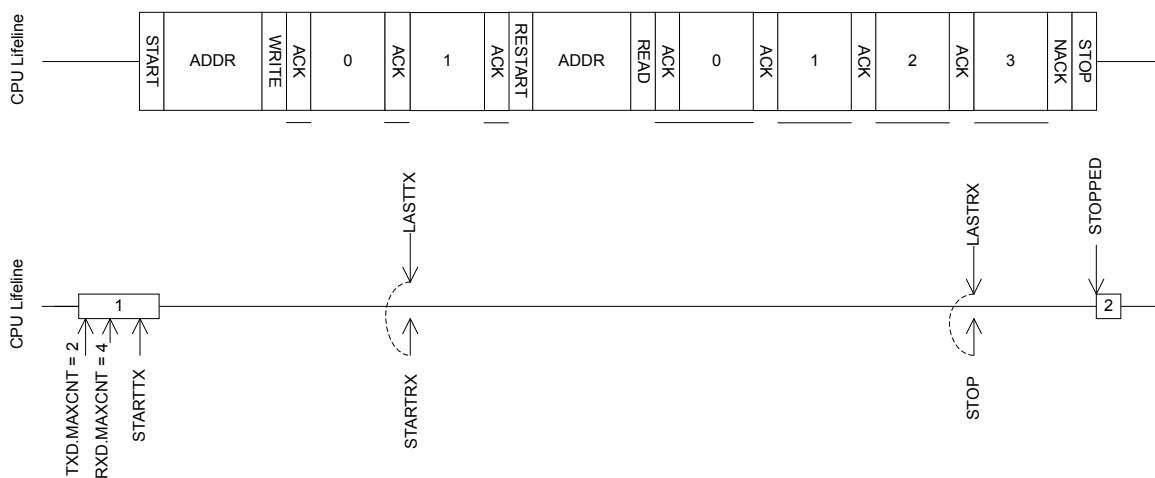 CPU Lifeline
START
ADDR
WRITE
ACK
0
ACK
1
ACK
RESTART
ADDR
READ
ACK
0
ACK
1
ACK
2
ACK
3
NACK
STOP
LASTTX
LASTRX
STOPPED
CPU Lifeline
1
2
TXD.MAXCNT = 2
RXD.MAXCNT = 4
STARTTX
STARTRX
STOP